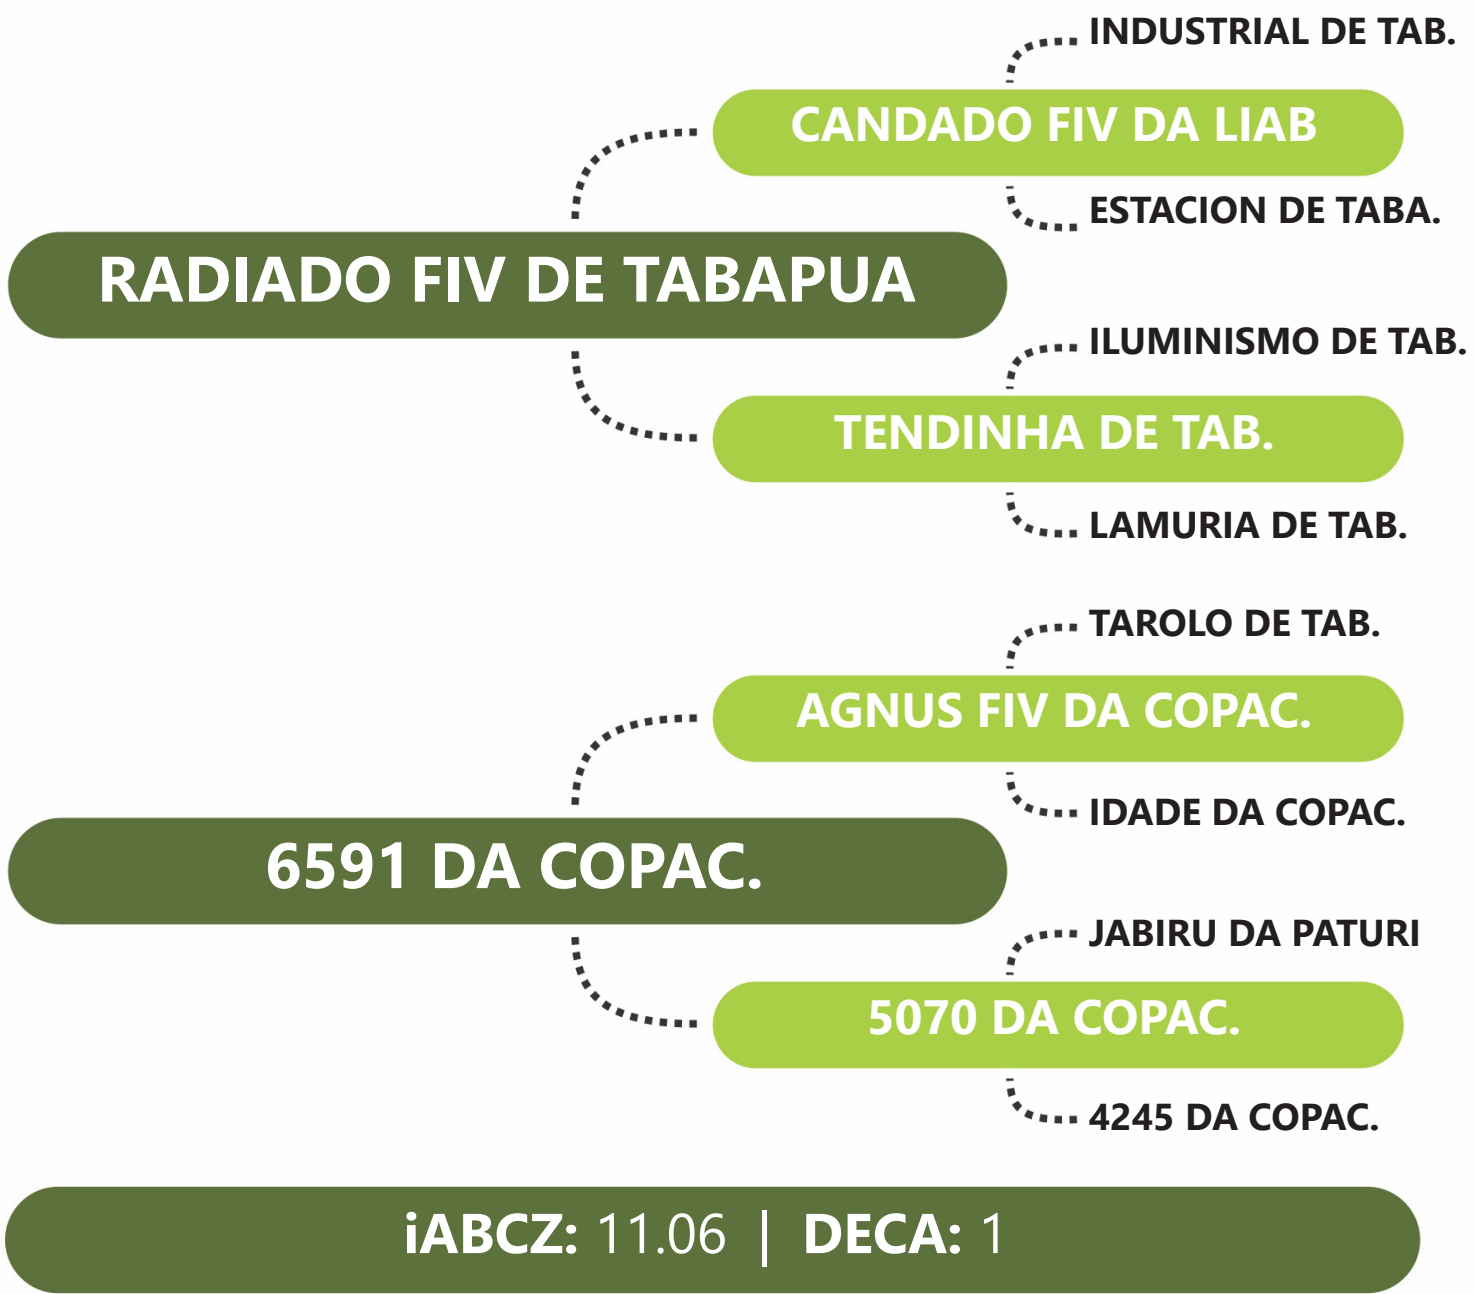 INDUSTRIAL DE TAB.
CANDADO FIV DA LIAB
ESTACION DE TABA.
RADIADO FIV DE TABAPUA
ILUMINISMO DE TAB.
TENDINHA DE TAB.
LAMURIA DE TAB.
TAROLO DE TAB.
AGNUS FIV DA COPAC.
IDADE DA COPAC.
6591 DA COPAC.
JABIRU DA PATURI
5070 DA COPAC.
4245 DA COPAC.
iABCZ: 11.06 | DECA: 1